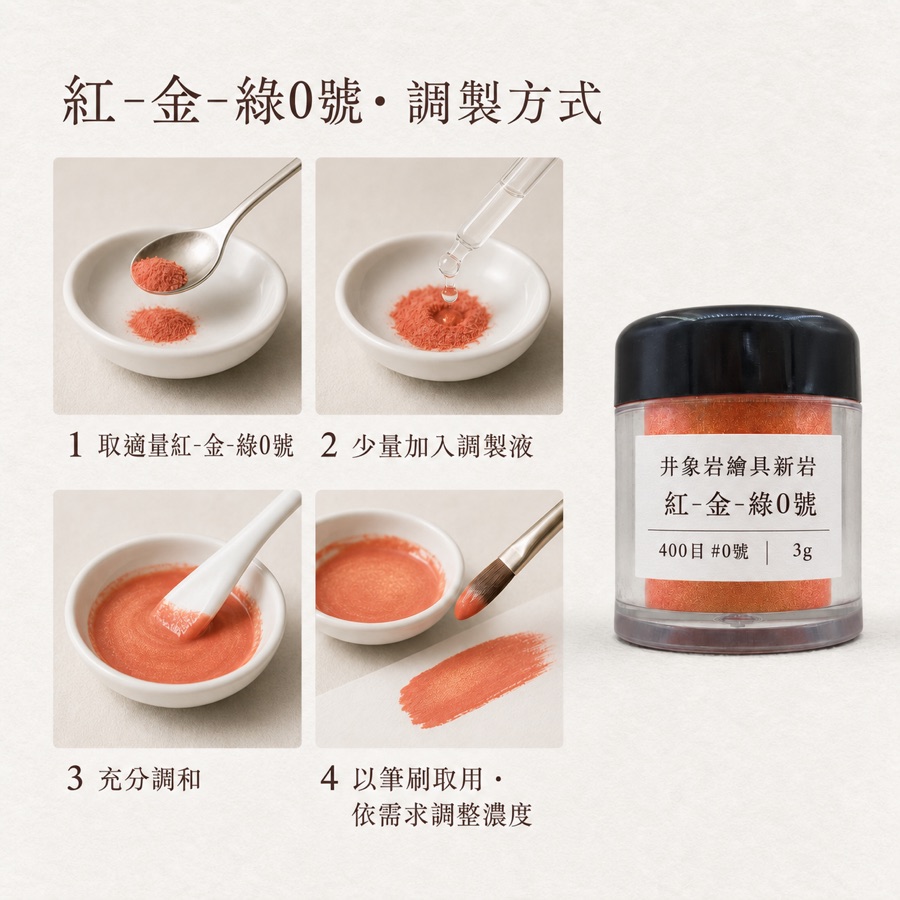 紅-金-綠0號·調製方式
1 取適量紅-金-綠0號
2 少量加入調製液
3 充分調和
4 以筆刷取用·
依需求調整濃度
井象岩繪具新岩
紅-金-綠0號
400目 #0號 | 3g